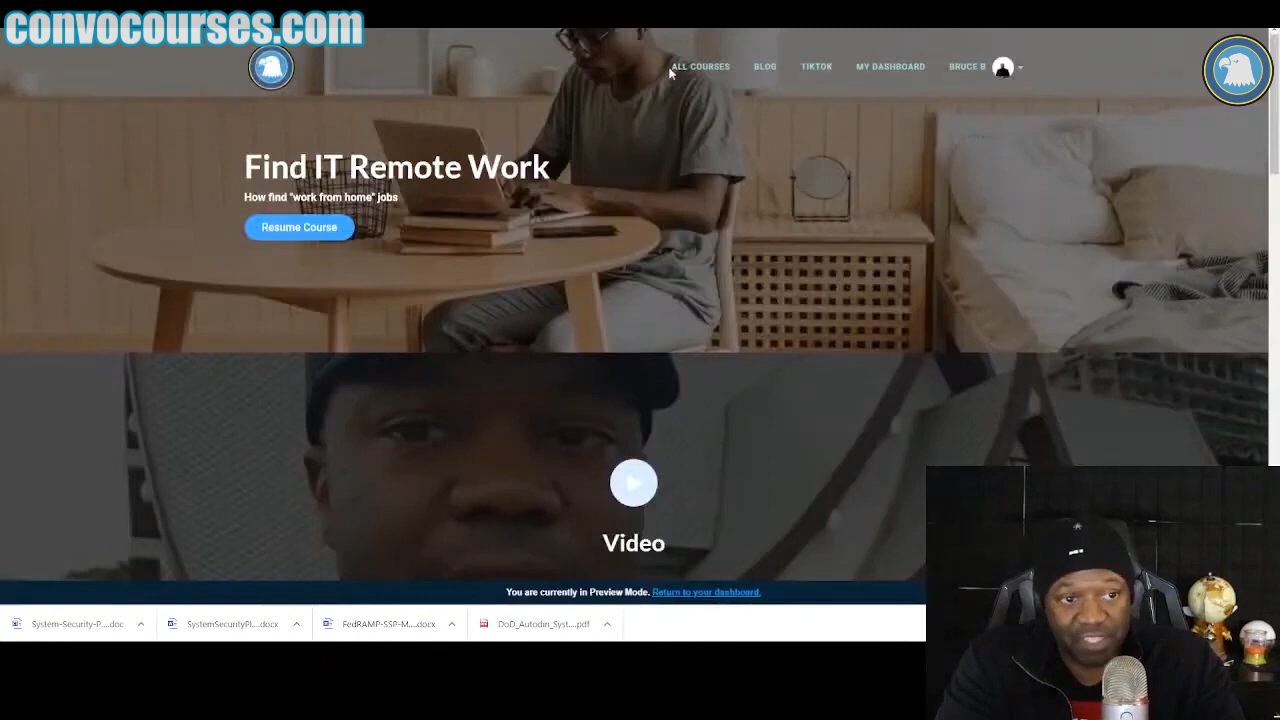 convocourses.com
ALL COURSES
BLOG
TIKTOK
MY DASHBOARD
BRUCE B
Find IT Remote Work
How find "work from home" jobs
Resume Course
Video
You are currently in Preview Mode. Return to your dashboard.
System-Security-P....doc
SystemSecurityPl....docx
FedRAMP-SSP-M....docx
DoD_Autodin_Syst....pdf